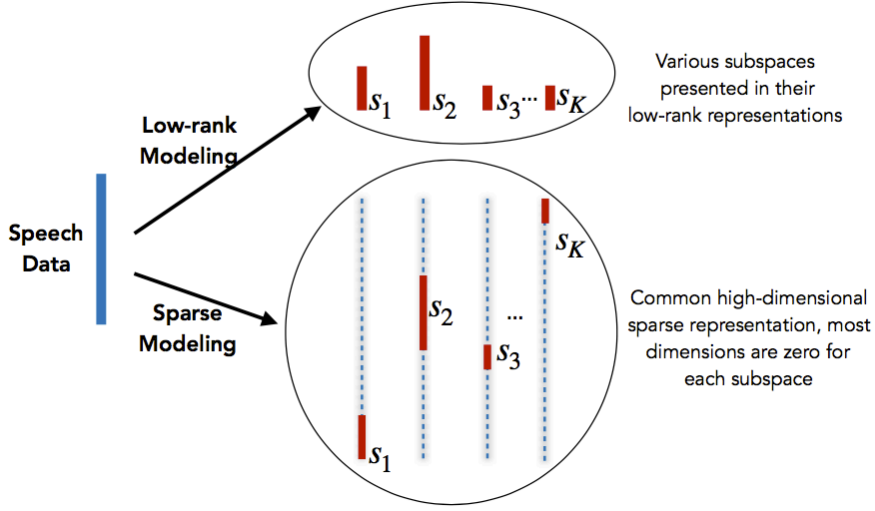 Speech
Data
Low-rank
Modeling
Sparse
Modeling
s1
s2
s3
...
sK
Various subspaces
presented in their
low-rank representations
sK
s2
...
s3
s1
Common high-dimensional
sparse representation, most
dimensions are zero for
each subspace